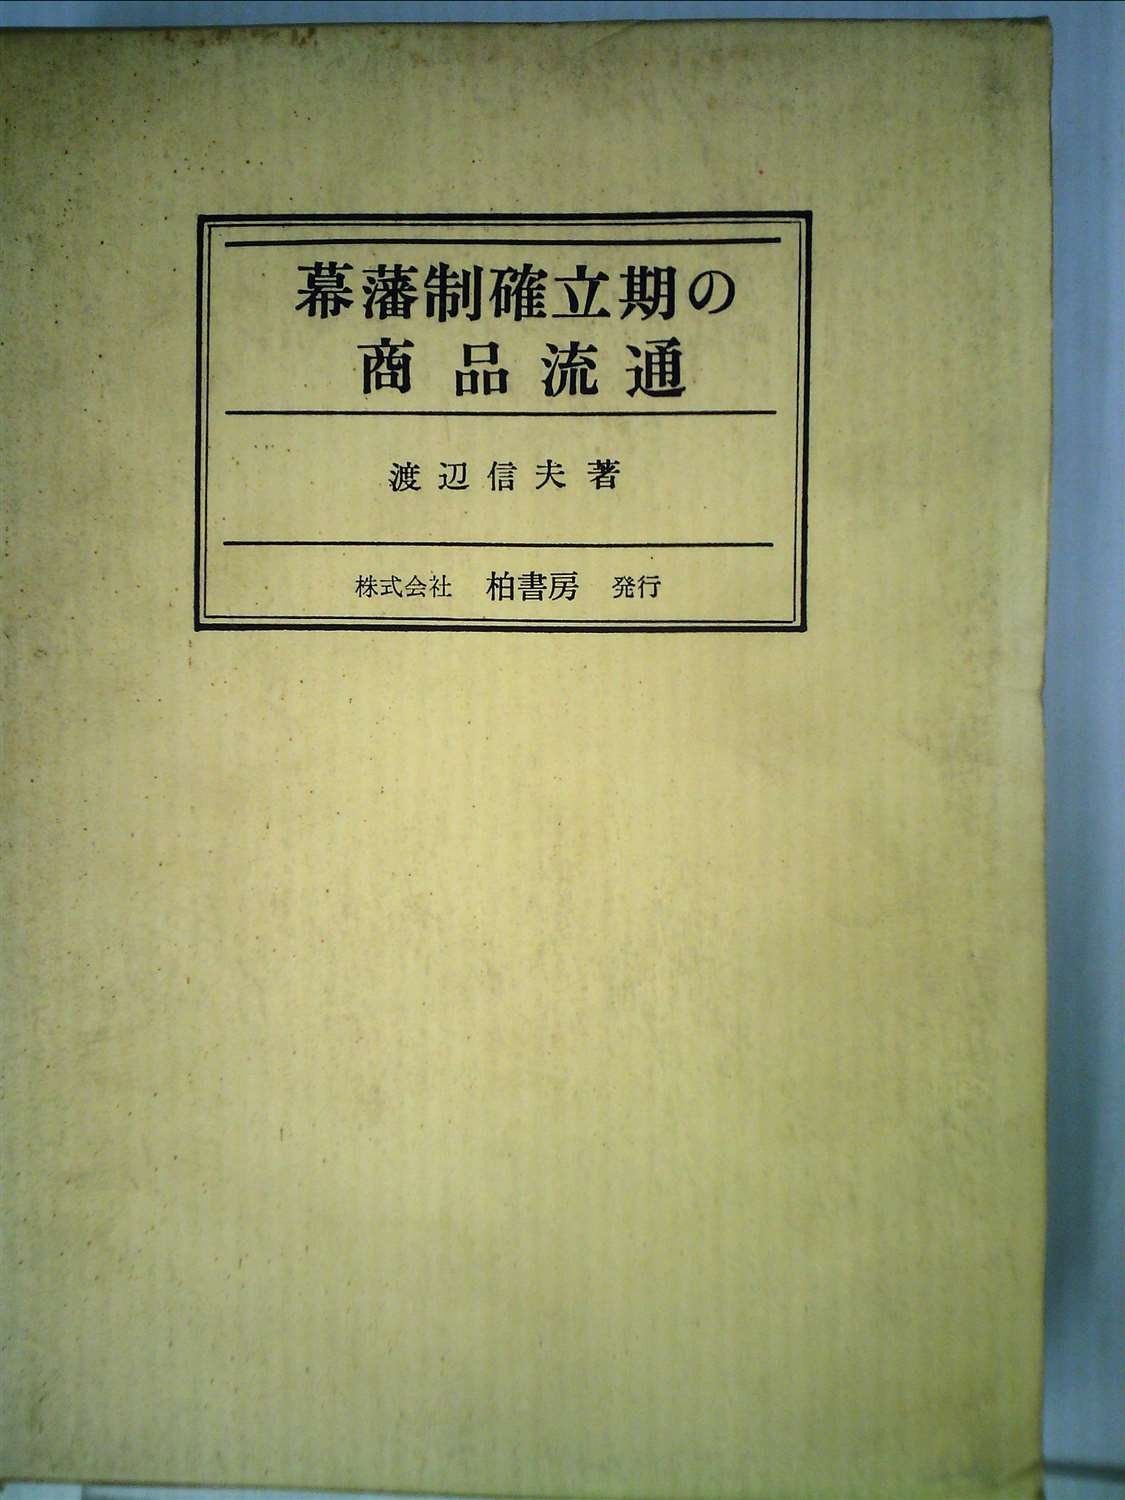 幕藩制確立期の
商品流通
渡辺信夫著
株式会社 柏書房 発行